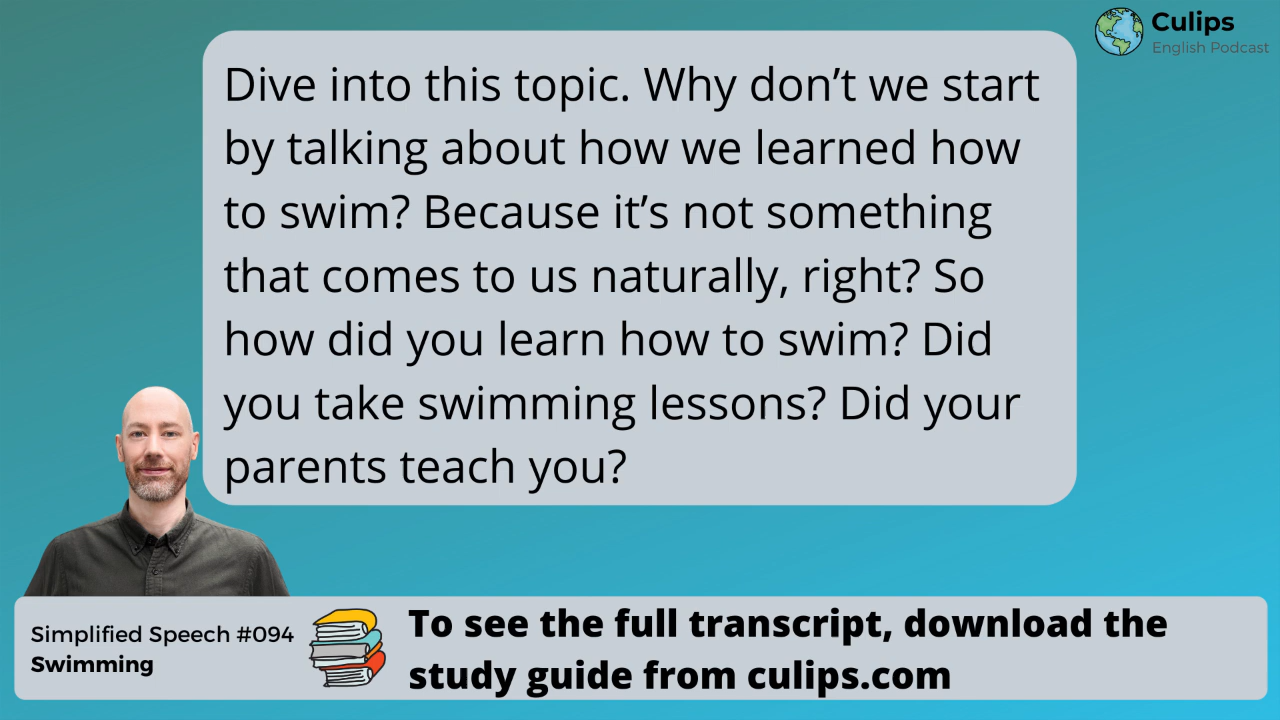 Culips
English Podcast
Dive into this topic. Why don’t we start
by talking about how we learned how
to swim? Because it’s not something
that comes to us naturally, right? So
how did you learn how to swim? Did
you take swimming lessons? Did your
parents teach you?
Simplified Speech #094
Swimming
To see the full transcript, download the
study guide from culips.com